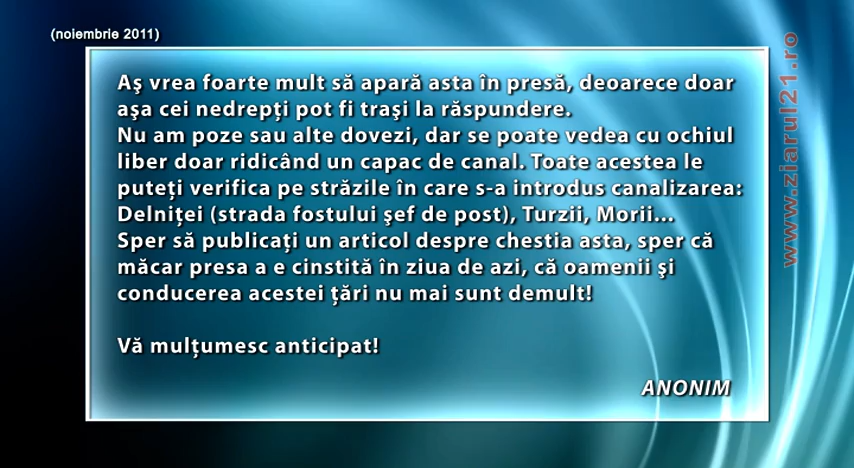 (noiembrie 2011)
Aş vrea foarte mult să apară asta în presă, deoarece doar
aşa cei nedrepţi pot fi traşi la răspundere.
Nu am poze sau alte dovezi, dar se poate vedea cu ochiul
liber doar ridicând un capac de canal. Toate acestea le
puteţi verifica pe străzile în care s-a introdus canalizarea:
Delniţei (strada fostului şef de post), Turzii, Morii...
Sper să publicaţi un articol despre chestia asta, sper că
măcar presa a e cinstită în ziua de azi, că oamenii şi
conducerea acestei ţări nu mai sunt demult!
Vă mulţumesc anticipat!
ANONIM
www.ziarul21.ro